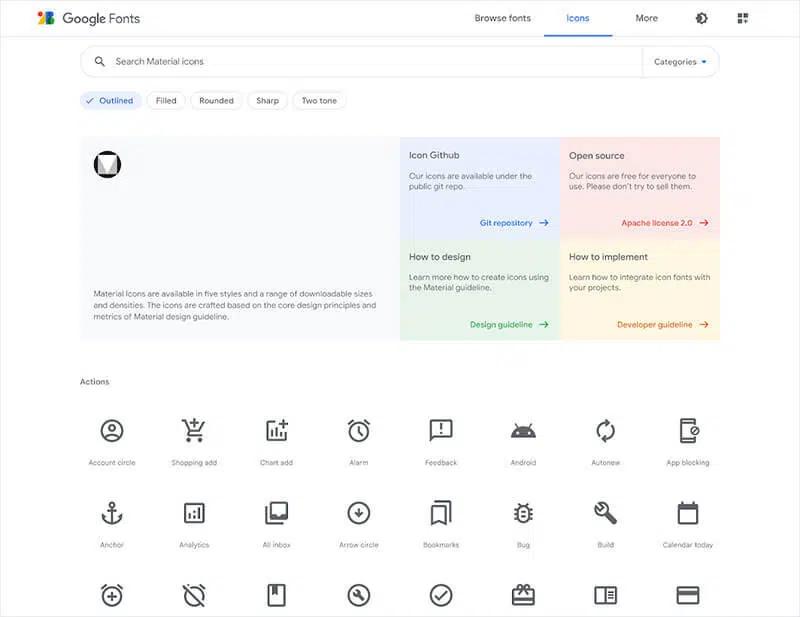 Google Fonts
Browse fonts
Icons
More
Search Material icons
Categories
Outlined
Filled
Rounded
Sharp
Two tone
Material Icons are available in five styles and a range of downloadable sizes
and densities. The icons are crafted based on the core design principles and
metrics of Material design guideline.
Icon Github
Our icons are available under the
public git repo.
Git repository
Open source
Our icons are free for everyone to
use. Please don't try to sell them.
Apache license 2.0
How to design
Learn more how to create icons using
the Material guideline.
Design guideline
How to implement
Learn how to integrate icon fonts with
your projects.
Developer guideline
Actions
Account circle
Shopping add
Chart add
Alarm
Feedback
Android
Autonew
App blocking
Anchor
Analytics
All inbox
Arrow circle
Bookmarks
Bug
Build
Calendar today